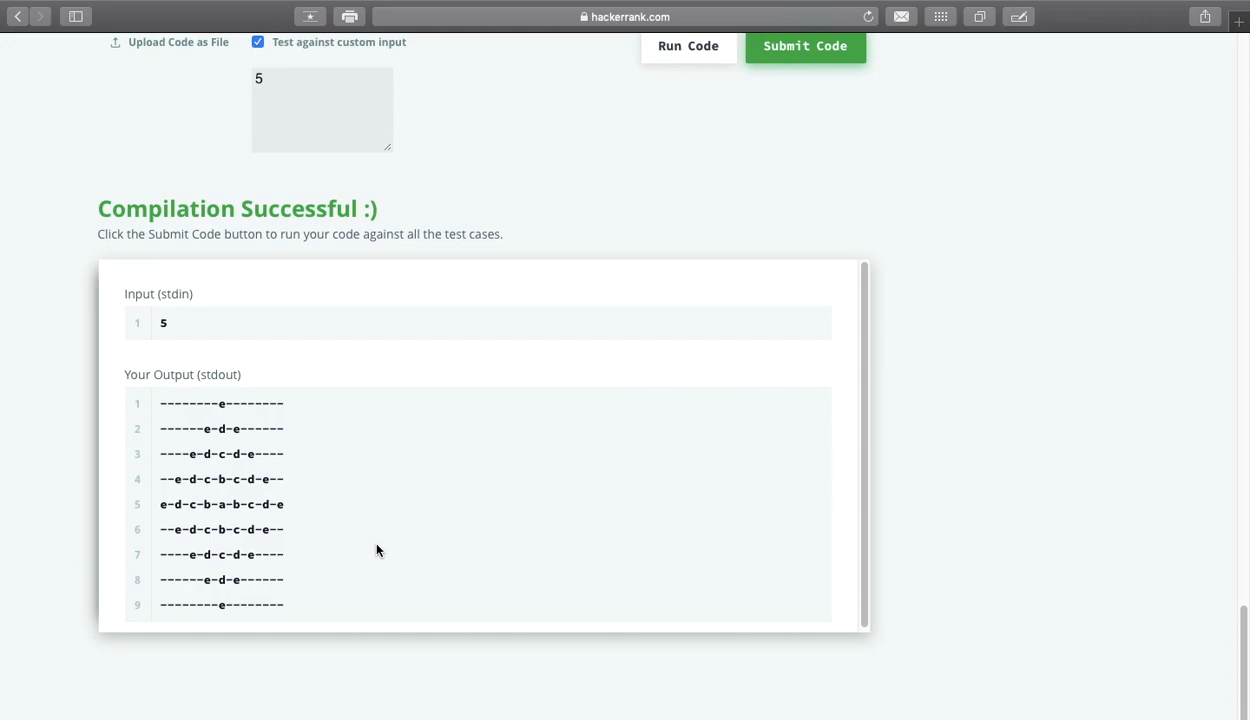 hackerrank.com
Upload Code as File Test against custom input Run Code Submit Code
5
Compilation Successful :)
Click the Submit Code button to run your code against all the test cases.
Input (stdin)
1 5
Your Output (stdout)
1 --------e--------
2 ------e-d-e------
3 ----e-d-c-d-e----
4 --e-d-c-b-c-d-e--
5 e-d-c-b-a-b-c-d-e
6 --e-d-c-b-c-d-e--
7 ----e-d-c-d-e----
8 ------e-d-e------
9 --------e--------